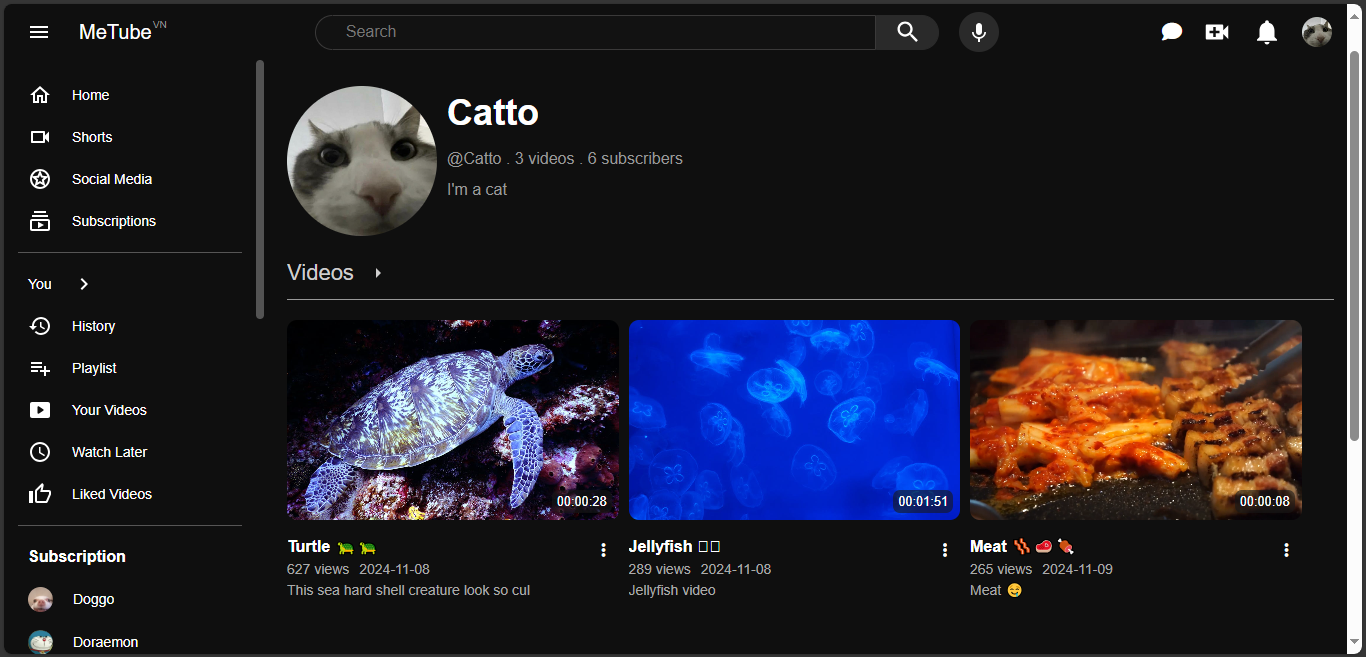 MeTube VN
Search
Home
Shorts
Social Media
Subscriptions
You
History
Playlist
Your Videos
Watch Later
Liked Videos
Subscription
Doggo
Doraemon
Catto
@Catto . 3 videos . 6 subscribers
I'm a cat
Videos
00:00:28
00:01:51
00:00:08
Turtle 🐢 🐢
627 views 2024-11-08
This sea hard shell creature look so cul
Jellyfish
289 views 2024-11-08
Jellyfish video
Meat 🥓 🥩 🍖
265 views 2024-11-09
Meat 🤤